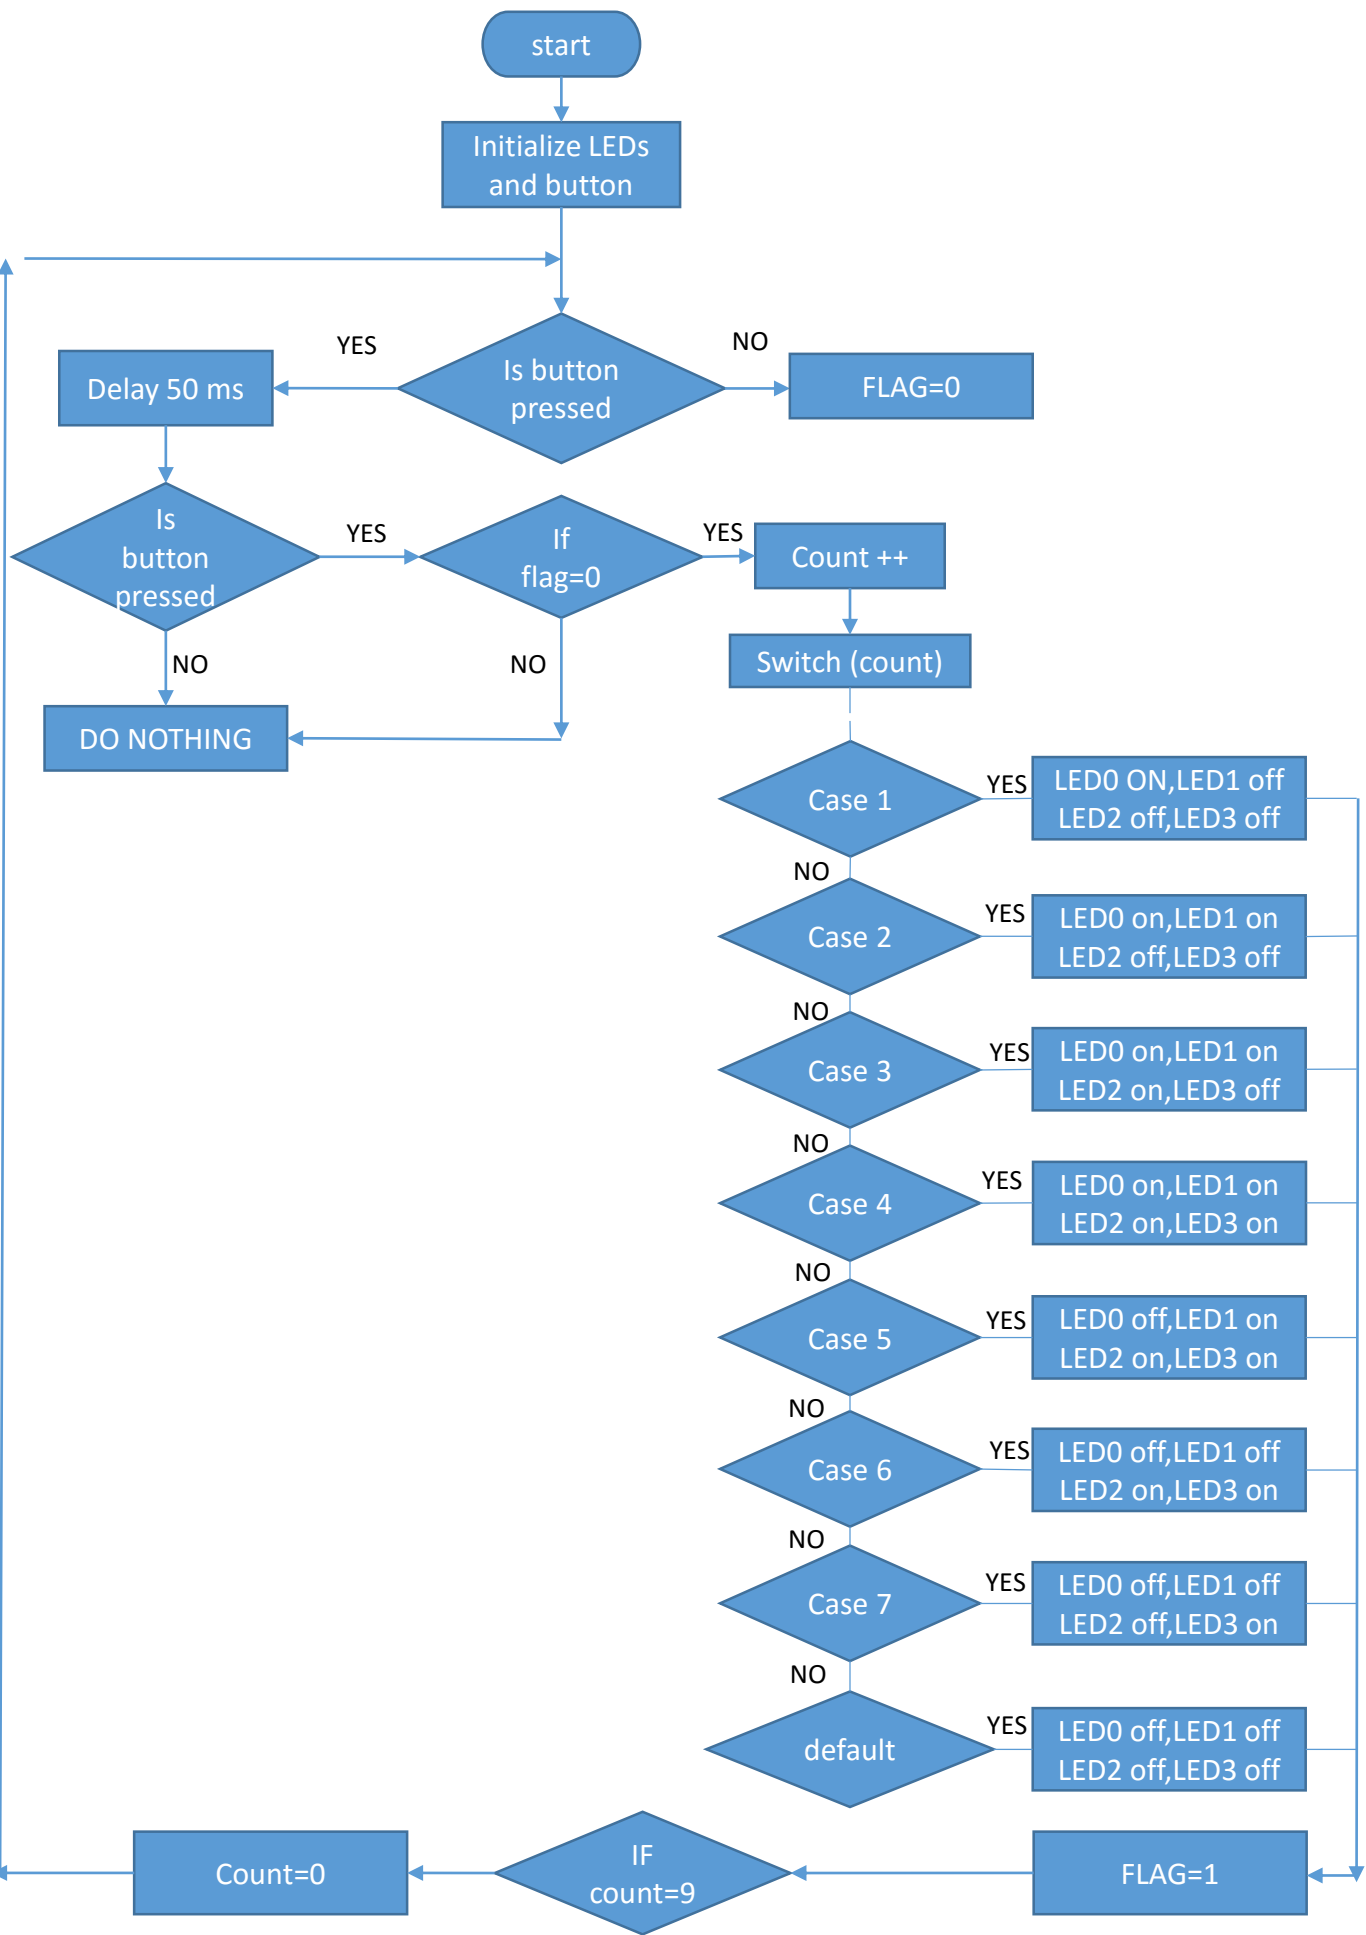 start
Initialize LEDs
and button
YES
NO
Is button
pressed
Delay 50 ms
FLAG=0
Is
button
pressed
YES
If
flag=0
YES
Count ++
NO
NO
Switch (count)
DO NOTHING
Case 1
YES
LED0 ON,LED1 off
LED2 off,LED3 off
NO
Case 2
YES
LED0 on,LED1 on
LED2 off,LED3 off
NO
Case 3
YES
LED0 on,LED1 on
LED2 on,LED3 off
NO
Case 4
YES
LED0 on,LED1 on
LED2 on,LED3 on
NO
Case 5
YES
LED0 off,LED1 on
LED2 on,LED3 on
NO
Case 6
YES
LED0 off,LED1 off
LED2 on,LED3 on
NO
Case 7
YES
LED0 off,LED1 off
LED2 off,LED3 on
NO
default
YES
LED0 off,LED1 off
LED2 off,LED3 off
Count=0
IF
count=9
FLAG=1